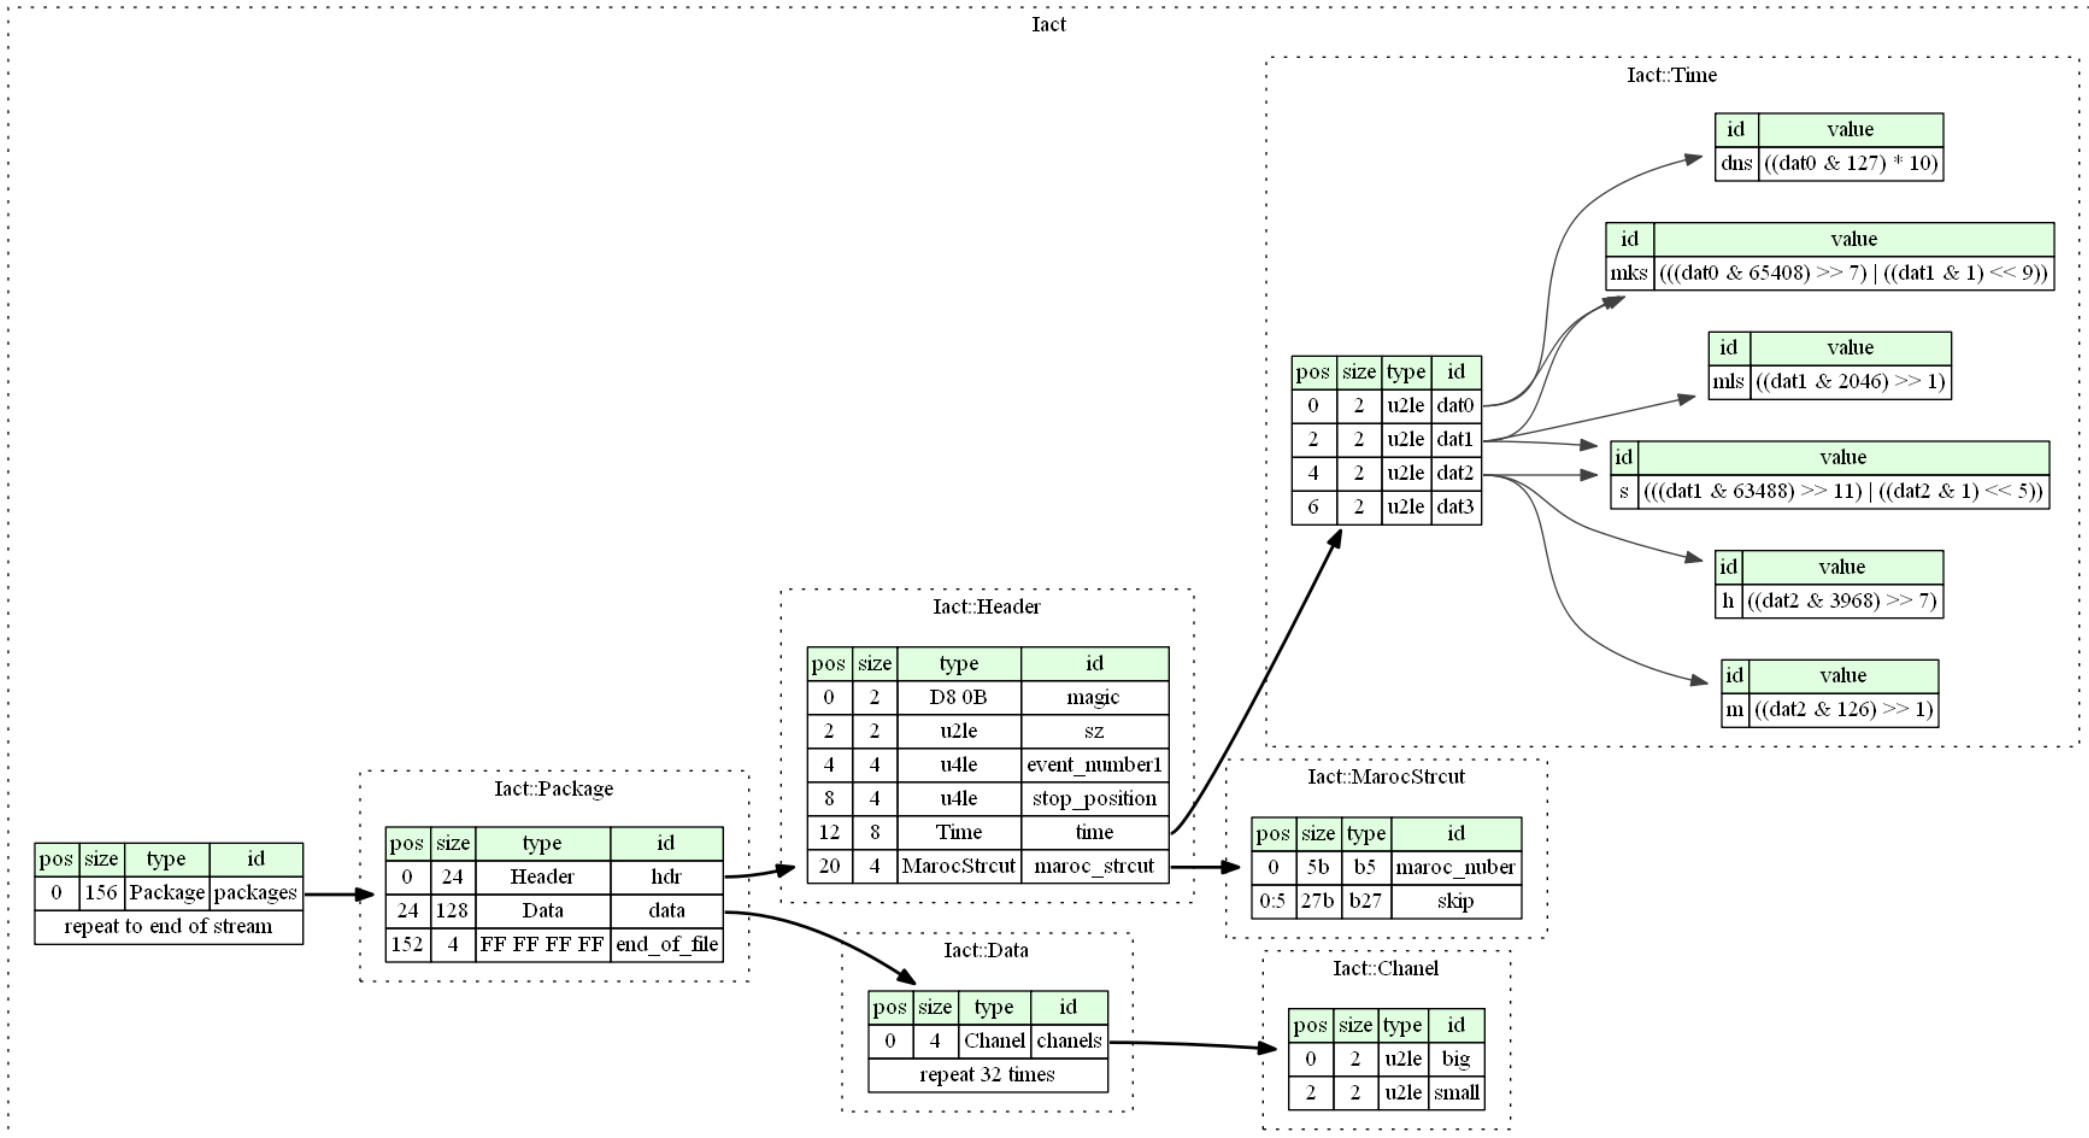 Iact
Iact::Time
id value
dns ((dat0 & 127) * 10)
id value
mks (((dat0 & 65408) >> 7) | ((dat1 & 1) << 9))
id value
mls ((dat1 & 2046) >> 1)
pos size type id
0 2 u2le dat0
2 2 u2le dat1
4 2 u2le dat2
6 2 u2le dat3
id value
s (((dat1 & 63488) >> 11) | ((dat2 & 1) << 5))
id value
h ((dat2 & 3968) >> 7)
id value
m ((dat2 & 126) >> 1)
Iact::Header
pos size type id
0 2 D8 0B magic
2 2 u2le sz
4 4 u4le event_number1
8 4 u4le stop_position
12 8 Time time
20 4 MarocStrcut maroc_strcut
Iact::MarocStrcut
pos size type id
0 5b b5 maroc_nuber
0:5 27b b27 skip
Iact::Package
pos size type id
0 24 Header hdr
24 128 Data data
152 4 FF FF FF FF end_of_file
pos size type id
0 156 Package packages
repeat to end of stream
Iact::Data
pos size type id
0 4 Chanel chanels
repeat 32 times
Iact::Chanel
pos size type id
0 2 u2le big
2 2 u2le small